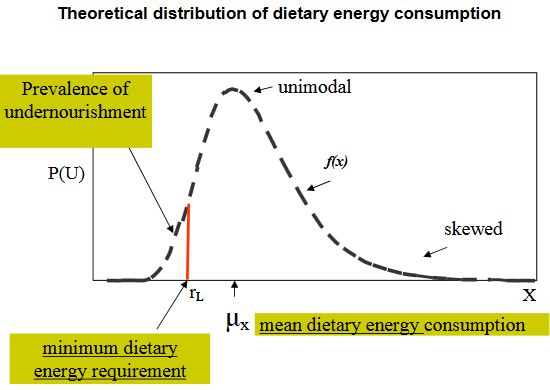 Theoretical distribution of dietary energy consumption
Prevalence of
undernourishment
unimodal
f(x)
P(U)
skewed
rL
X
μx mean dietary energy consumption
minimum dietary
energy requirement